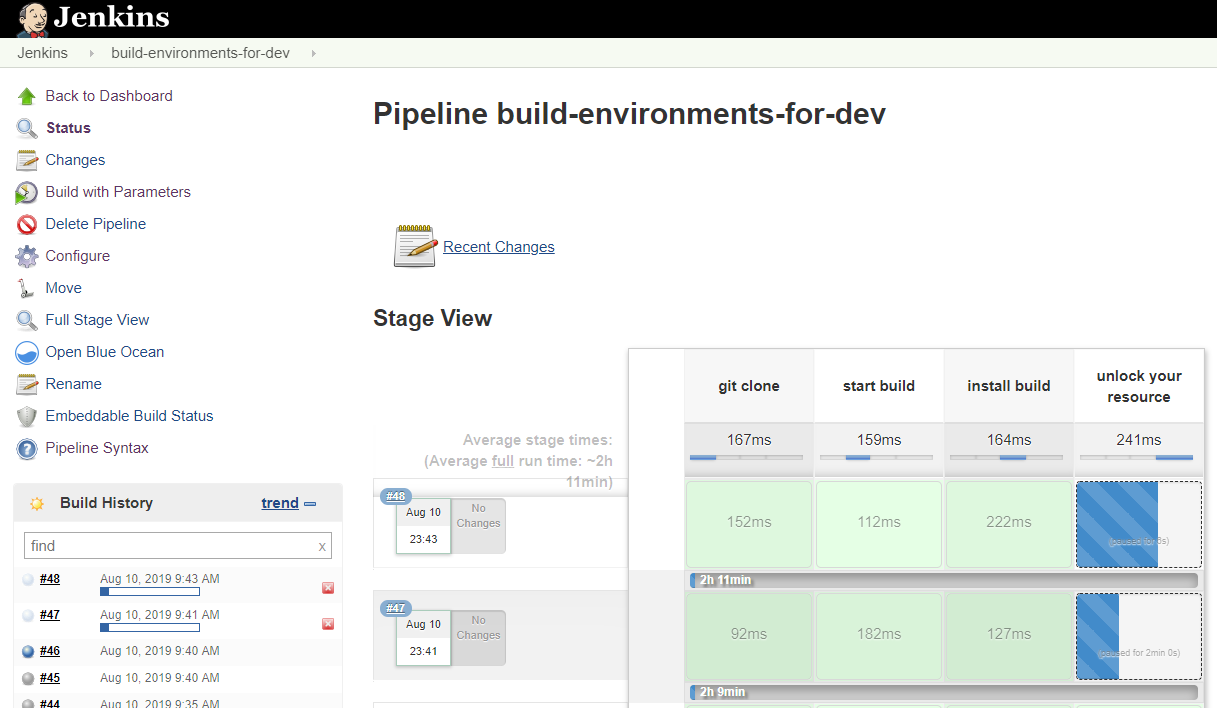 Jenkins
Jenkins
build-environments-for-dev
Back to Dashboard
Status
Changes
Build with Parameters
Delete Pipeline
Configure
Move
Full Stage View
Open Blue Ocean
Rename
Embeddable Build Status
Pipeline Syntax
Build History
trend
find
x
#48
Aug 10, 2019 9:43 AM
#47
Aug 10, 2019 9:41 AM
#46
Aug 10, 2019 9:40 AM
#45
Aug 10, 2019 9:40 AM
#44
Aug 10, 2019 9:35 AM
Pipeline build-environments-for-dev
Recent Changes
Stage View
Average stage times:
(Average full run time: ~2h
11min)
git clone
start build
install build
unlock your
resource
167ms
159ms
164ms
241ms
#48
Aug 10
23:43
No
Changes
152ms
112ms
222ms
(paused for 6s)
2h 11min
#47
Aug 10
23:41
No
Changes
92ms
182ms
127ms
(paused for 2min 0s)
2h 9min